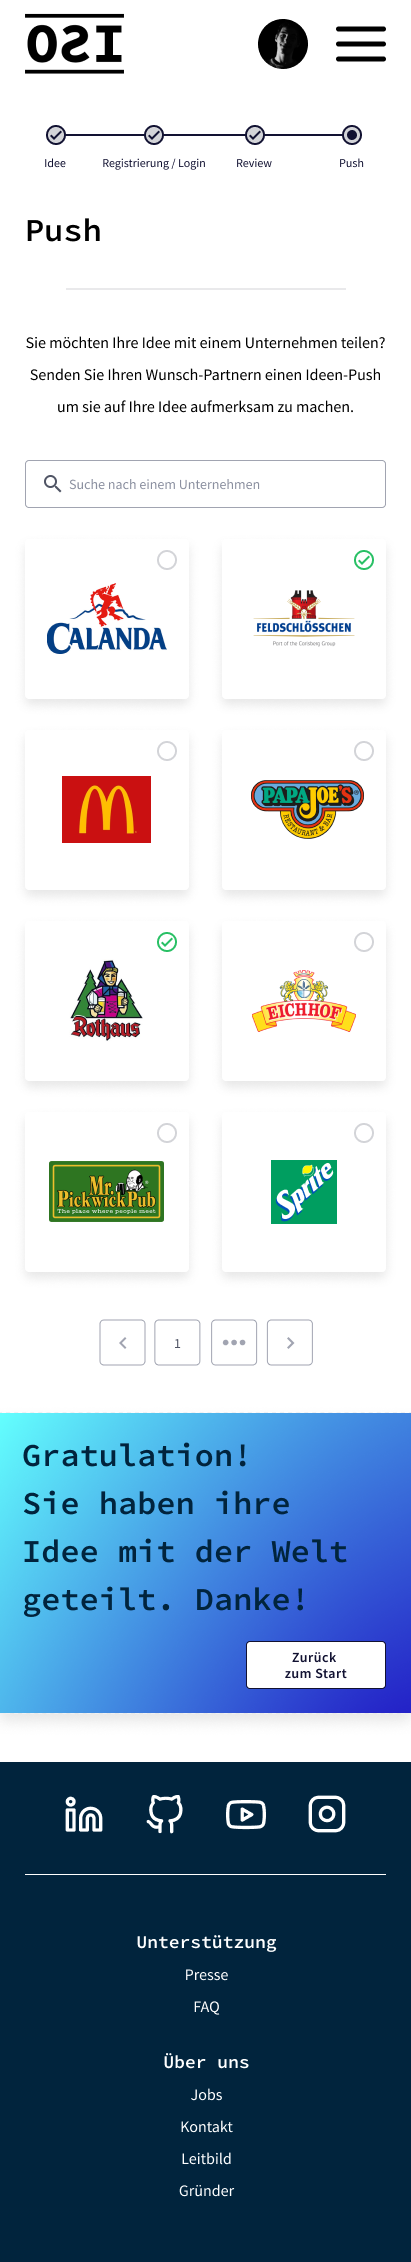 OSI
Idee
Registrierung / Login
Review
Push
Push
Sie möchten Ihre Idee mit einem Unternehmen teilen?
Senden Sie Ihren Wunsch-Partnern einen Ideen-Push
um sie auf Ihre Idee aufmerksam zu machen.
Suche nach einem Unternehmen
CALANDA
FELDSCHLÖSSCHEN
Part of the Carlsberg Group
PAPA JOE'S
RESTAURANT & BAR
Rothaus
EICHHOF
Mr.
Pickwick Pub
The place where people meet
Sprite
1
Gratulation!
Sie haben ihre
Idee mit der Welt
geteilt. Danke!
Zurück
zum Start
Unterstützung
Presse
FAQ
Über uns
Jobs
Kontakt
Leitbild
Gründer